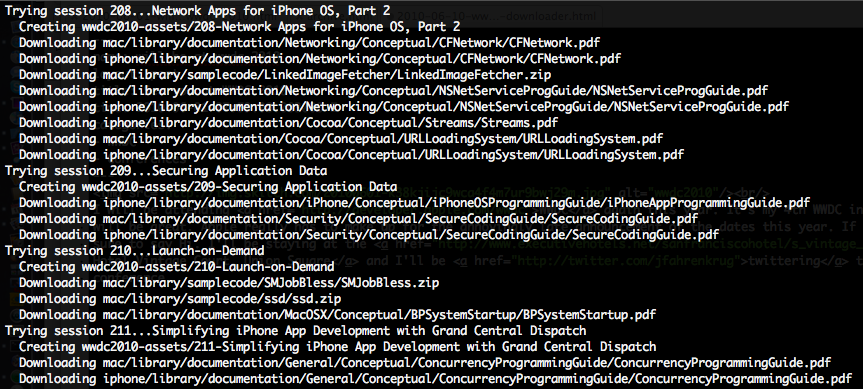 Trying session 208...Network Apps for iPhone OS, Part 2
Creating wwdc2010-assets/208-Network Apps for iPhone OS, Part 2
Downloading mac/library/documentation/Networking/Conceptual/CFNetwork/CFNetwork.pdf
Downloading iphone/library/documentation/Networking/Conceptual/CFNetwork/CFNetwork.pdf
Downloading mac/library/samplecode/LinkedImageFetcher/LinkedImageFetcher.zip
Downloading mac/library/documentation/Networking/Conceptual/NSNetServiceProgGuide/NSNetServiceProgGuide.pdf
Downloading iphone/library/documentation/Networking/Conceptual/NSNetServiceProgGuide/NSNetServiceProgGuide.pdf
Downloading iphone/library/documentation/Cocoa/Conceptual/Streams/Streams.pdf
Downloading mac/library/documentation/Cocoa/Conceptual/URLLoadingSystem/URLLoadingSystem.pdf
Downloading iphone/library/documentation/Cocoa/Conceptual/URLLoadingSystem/URLLoadingSystem.pdf
Trying session 209...Securing Application Data
Creating wwdc2010-assets/209-Securing Application Data
Downloading iphone/library/documentation/iPhone/Conceptual/iPhoneOSProgrammingGuide/iPhoneAppProgrammingGuide.pdf
Downloading mac/library/documentation/Security/Conceptual/SecureCodingGuide/SecureCodingGuide.pdf
Downloading iphone/library/documentation/Security/Conceptual/SecureCodingGuide/SecureCodingGuide.pdf
Trying session 210...Launch-on-Demand
Creating wwdc2010-assets/210-Launch-on-Demand
Downloading mac/library/samplecode/SMJobBless/SMJobBless.zip
Downloading mac/library/samplecode/ssd/ssd.zip
Downloading mac/library/documentation/MacOSX/Conceptual/BPSystemStartup/BPSystemStartup.pdf
Trying session 211...Simplifying iPhone App Development with Grand Central Dispatch
Creating wwdc2010-assets/211-Simplifying iPhone App Development with Grand Central Dispatch
Downloading mac/library/documentation/General/Conceptual/ConcurrencyProgrammingGuide/ConcurrencyProgrammingGuide.pdf
Downloading iphone/library/documentation/General/Conceptual/ConcurrencyProgrammingGuide/ConcurrencyProgrammingGuide.pdf